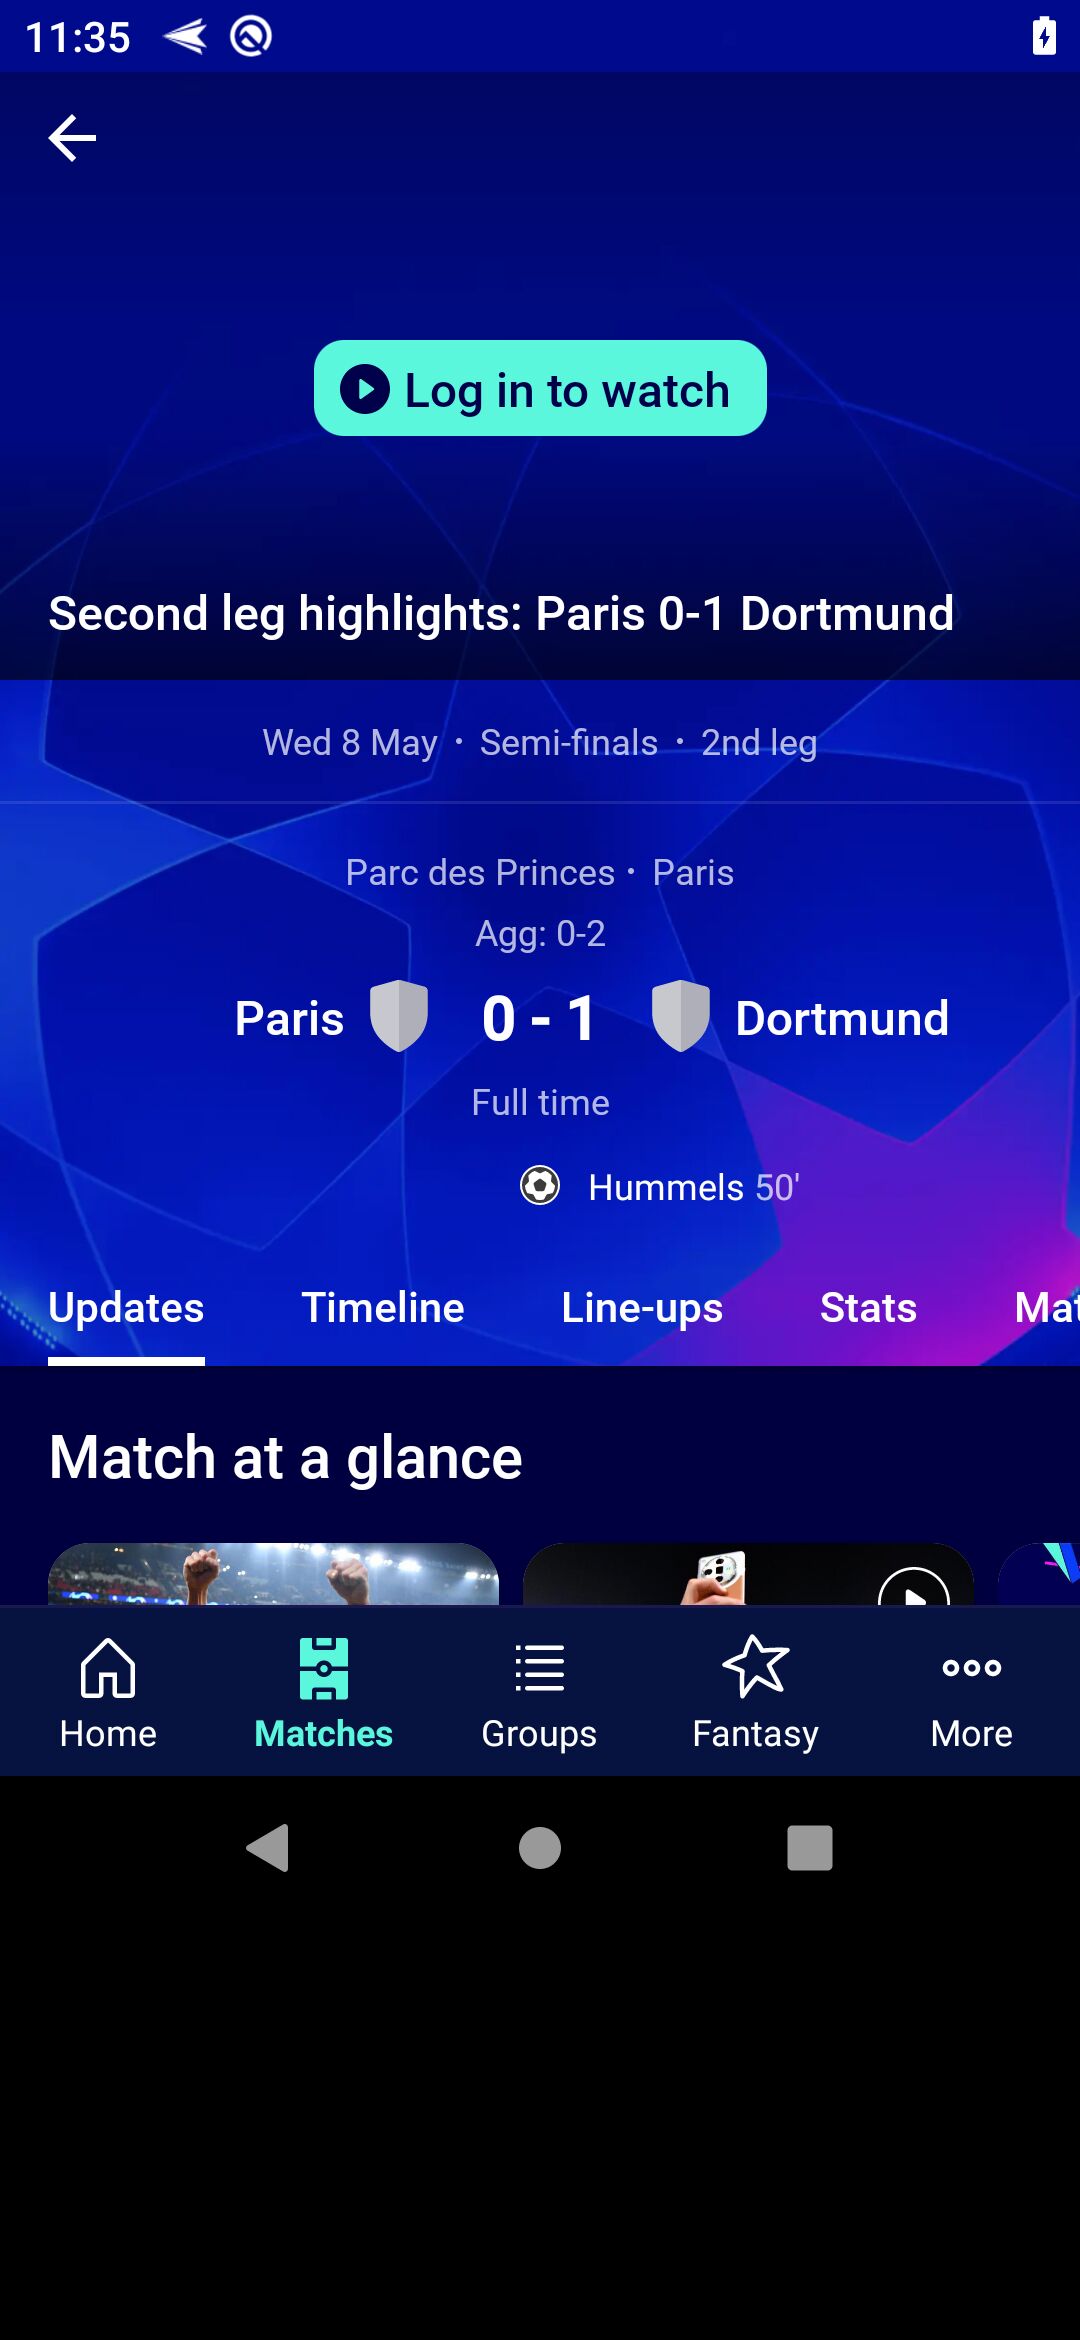 11:35
Log in to watch
Second leg highlights: Paris 0-1 Dortmund
Wed 8 May · Semi-finals · 2nd leg
Parc des Princes · Paris
Agg: 0-2
Paris 0 - 1 Dortmund
Full time
Hummels 50'
Updates Timeline Line-ups Stats Mat
Match at a glance
Home Matches Groups Fantasy More